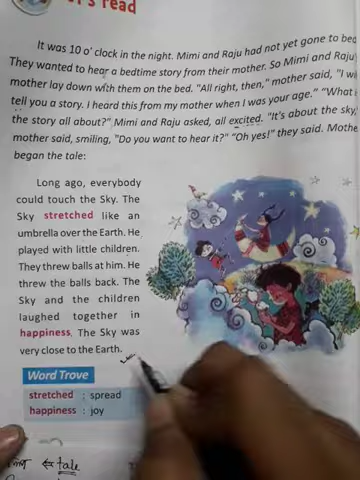 Let's read
It was 10 o' clock in the night. Mimi and Raju had not yet gone to bed
They wanted to hear a bedtime story from their mother. So Mimi and Raju
mother lay down with them on the bed. "All right, then," mother said, "I wi
tell you a story. I heard this from my mother when I was your age." "What i
the story all about?" Mimi and Raju asked, all excited. "It's about the sky,
mother said, smiling, "Do you want to hear it?" "Oh yes!" they said. Mothe
began the tale:
Long ago, everybody
could touch the Sky. The
Sky stretched like an
umbrella over the Earth. He
played with little children.
They threw balls at him. He
threw the balls back. The
Sky and the children
laughed together in
happiness. The Sky was
very close to the Earth.
Word Trove
stretched : spread
happiness : joy
tale